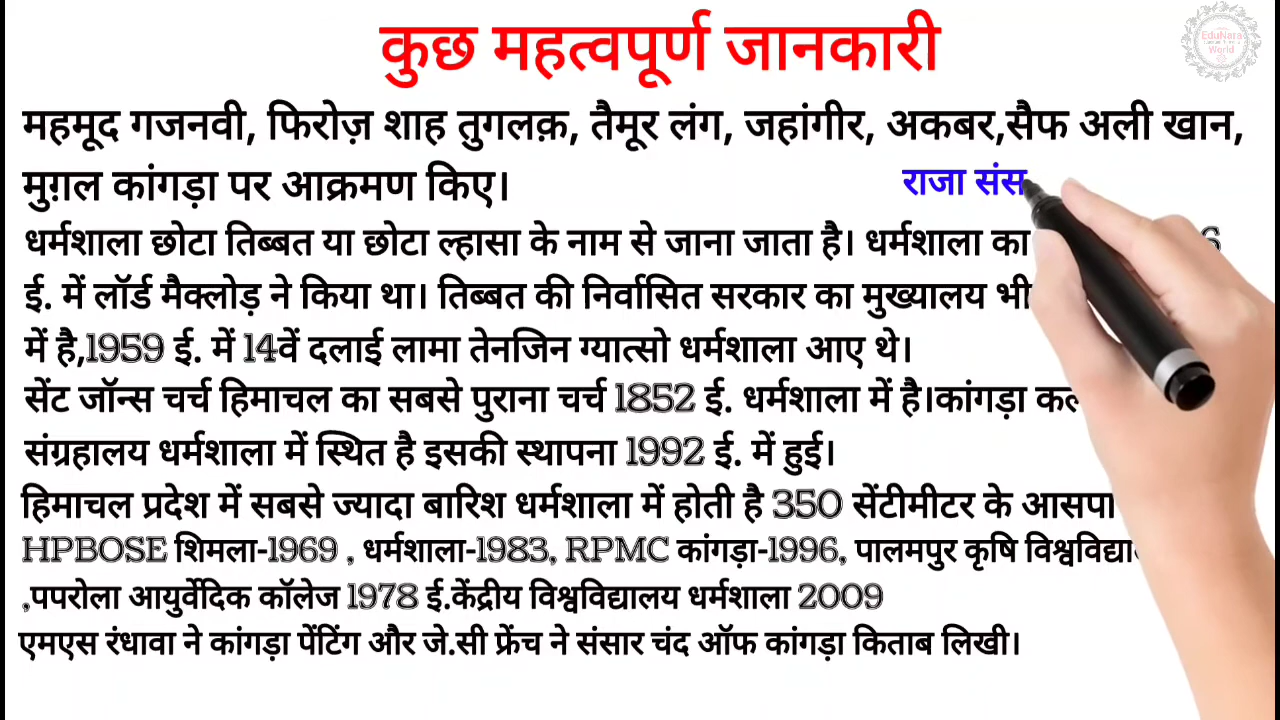 कुछ महत्वपूर्ण जानकारी
EduNara
World
महमूद गजनवी, फिरोज़ शाह तुगलक़, तैमूर लंग, जहांगीर, अकबर,सैफ अली खान,
मुग़ल कांगड़ा पर आक्रमण किए।
राजा संस
धर्मशाला छोटा तिब्बत या छोटा ल्हासा के नाम से जाना जाता है। धर्मशाला का
ई. में लॉर्ड मैक्लोड़ ने किया था। तिब्बत की निर्वासित सरकार का मुख्यालय भी
में है,1959 ई. में 14वें दलाई लामा तेनजिन ग्यात्सो धर्मशाला आए थे।
सेंट जॉन्स चर्च हिमाचल का सबसे पुराना चर्च 1852 ई. धर्मशाला में है।कांगड़ा
संग्रहालय धर्मशाला में स्थित है इसकी स्थापना 1992 ई. में हुई।
हिमाचल प्रदेश में सबसे ज्यादा बारिश धर्मशाला में होती है 350 सेंटीमीटर के आसपा
HPBOSE शिमला-1969 , धर्मशाला-1983, RPMC कांगड़ा-1996, पालमपुर कृषि
,पपरोला आयुर्वेदिक कॉलेज 1978 ई.केंद्रीय विश्वविद्यालय धर्मशाला 2009
एमएस रंधावा ने कांगड़ा पेंटिंग और जे.सी फ्रेंच ने संसार चंद ऑफ कांगड़ा किताब लिखी।